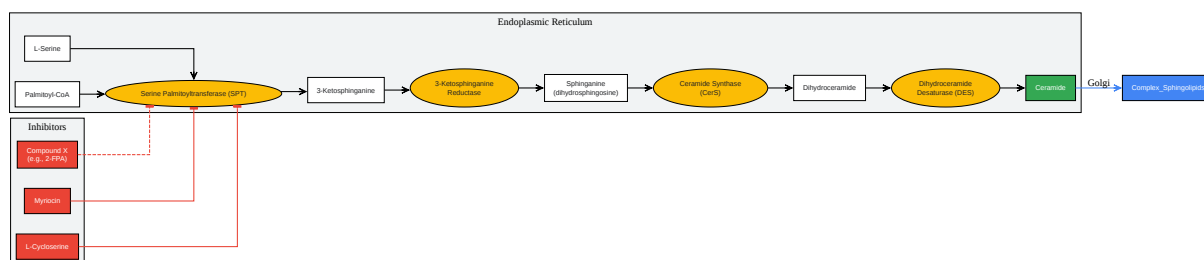 Endoplasmic Reticulum
L-Serine
Palmitoyl-CoA
Serine Palmitoyltransferase (SPT)
3-Ketosphinganine
3-Ketosphinganine
Reductase
Sphinganine
(dihydrosphingosine)
Ceramide Synthase
(CerS)
Dihydroceramide
Dihydroceramide
Desaturase (DES)
Ceramide
Golgi
Complex_Sphingolipids
Inhibitors
Compound X
(e.g., 2-FPA)
Myriocin
L-Cycloserine